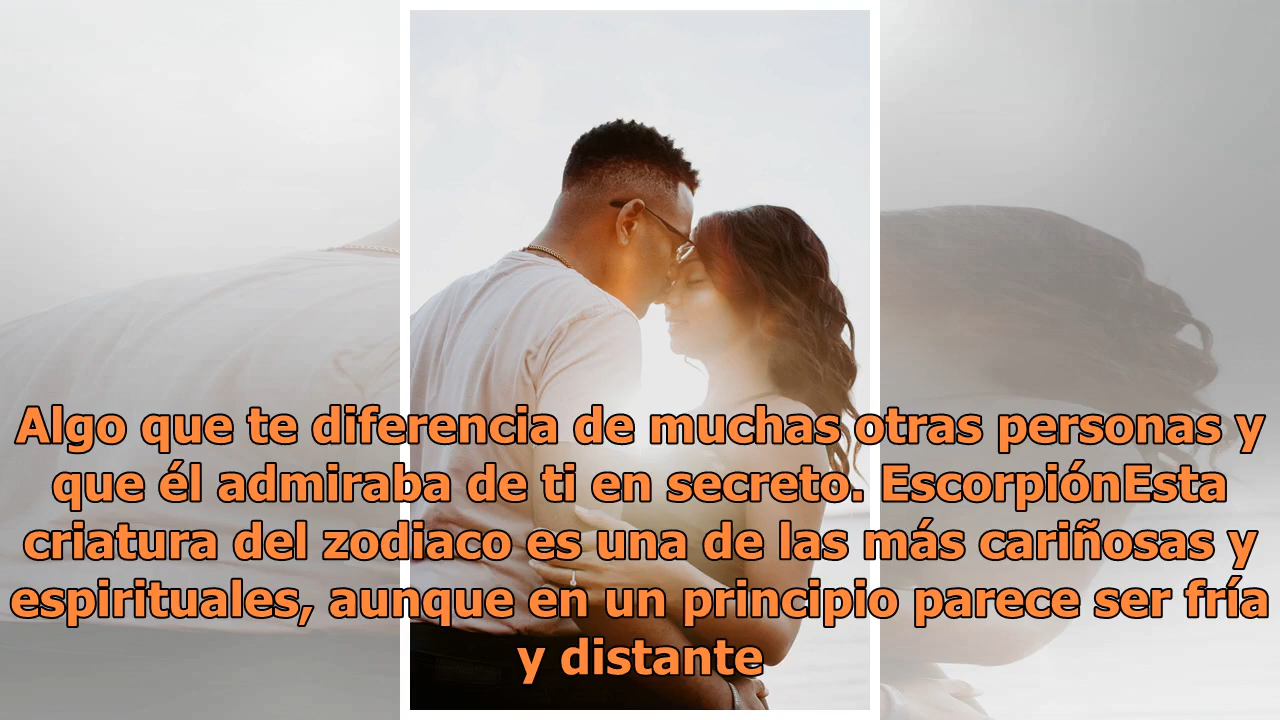 Algo que te diferencia de muchas otras personas y
que él admiraba de ti en secreto. EscorpiónEsta
criatura del zodiaco es una de las más cariñosas y
espirituales, aunque en un principio parece ser fría
y distante